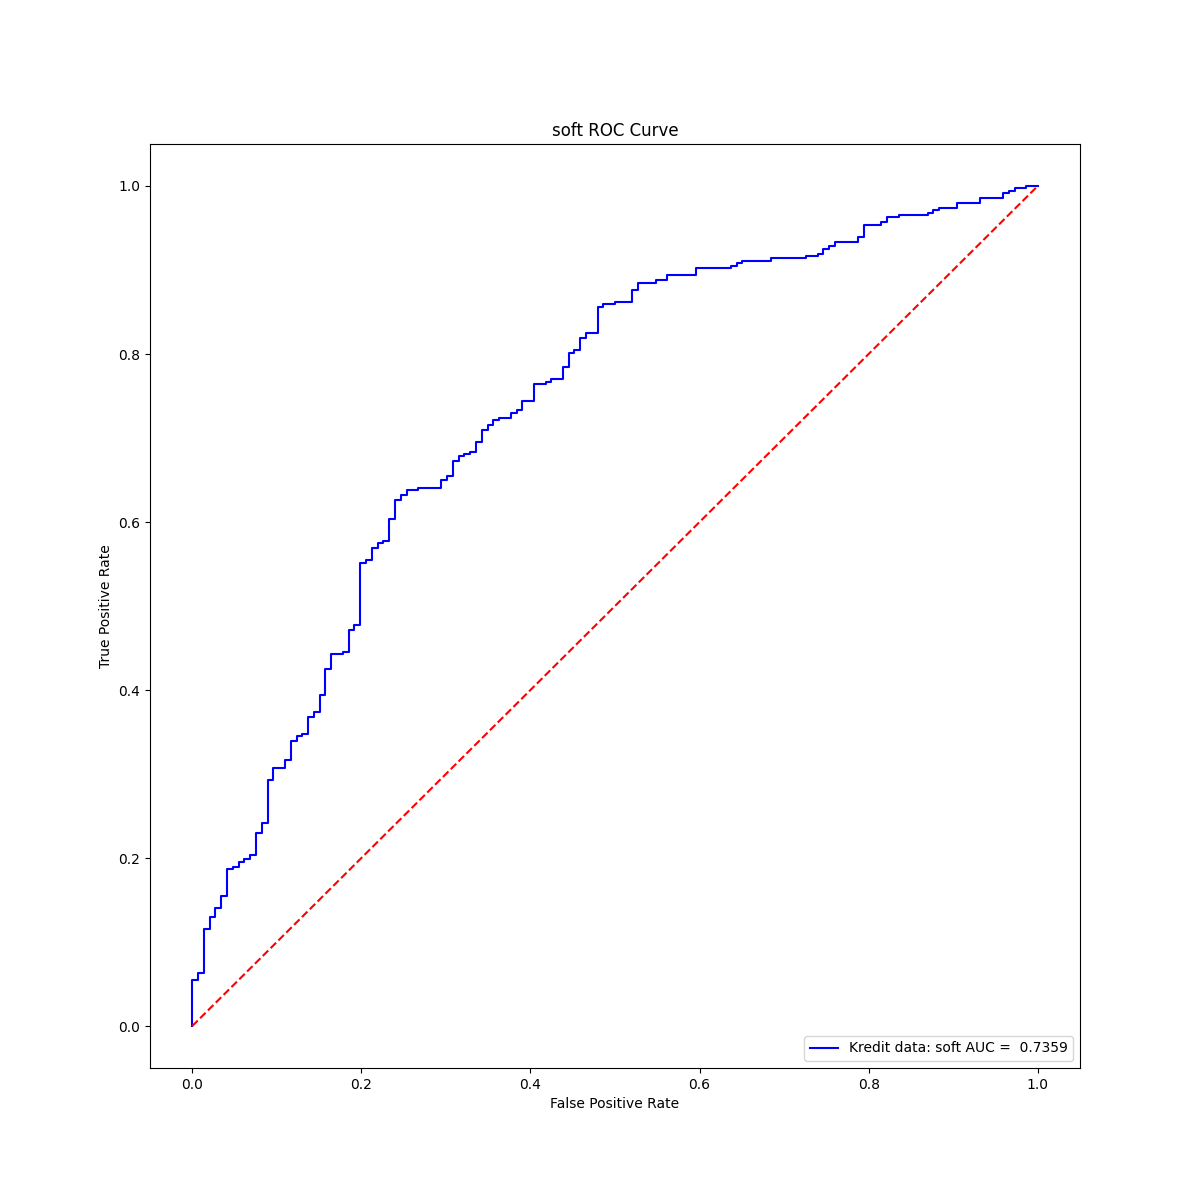 soft ROC Curve
1.0
0.8
0.6
0.4
0.2
0.0
True Positive Rate
0.0 0.2 0.4 0.6 0.8 1.0
False Positive Rate
Kredit data: soft AUC =  0.7359